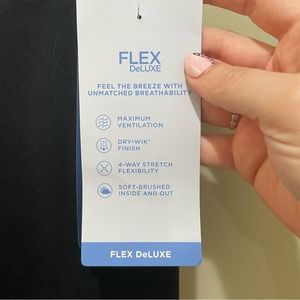 FLEX
DeLUXE
FEEL THE BREEZE WITH
UNMATCHED BREATHABILITY
MAXIMUM
VENTILATION
DRY•WIK®
FINISH
4-WAY STRETCH
FLEXIBILITY
SOFT-BRUSHED
INSIDE AND OUT
FLEX DeLUXE